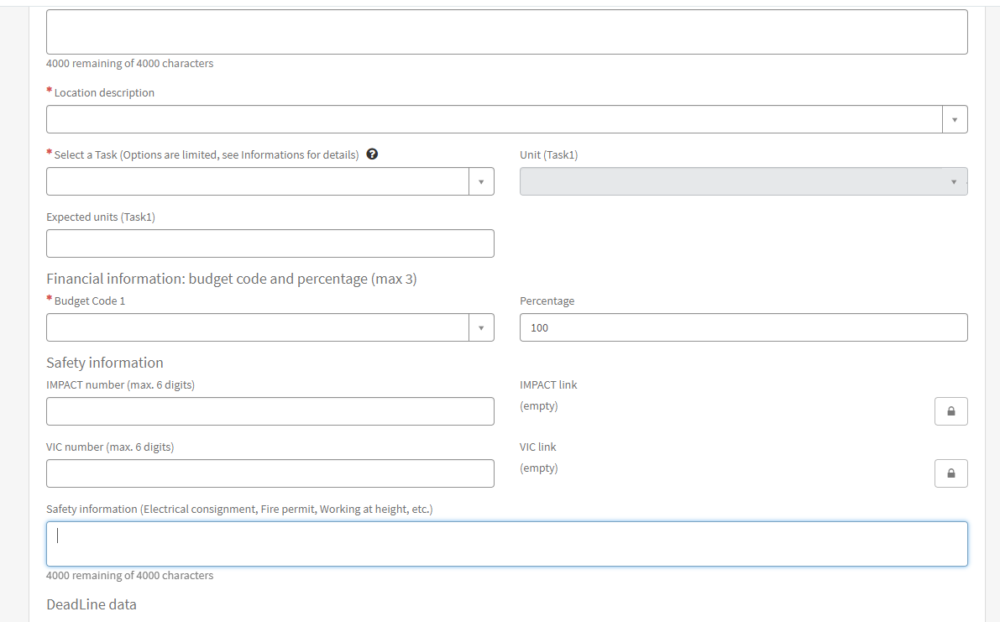 4000 remaining of 4000 characters
* Location description
* Select a Task (Options are limited, see Informations for details) ?
Unit (Task1)
Expected units (Task1)
Financial information: budget code and percentage (max 3)
* Budget Code 1
Percentage
100
Safety information
IMPACT number (max. 6 digits)
IMPACT link
(empty)
VIC number (max. 6 digits)
VIC link
(empty)
Safety information (Electrical consignment, Fire permit, Working at height, etc.)
4000 remaining of 4000 characters
DeadLine data